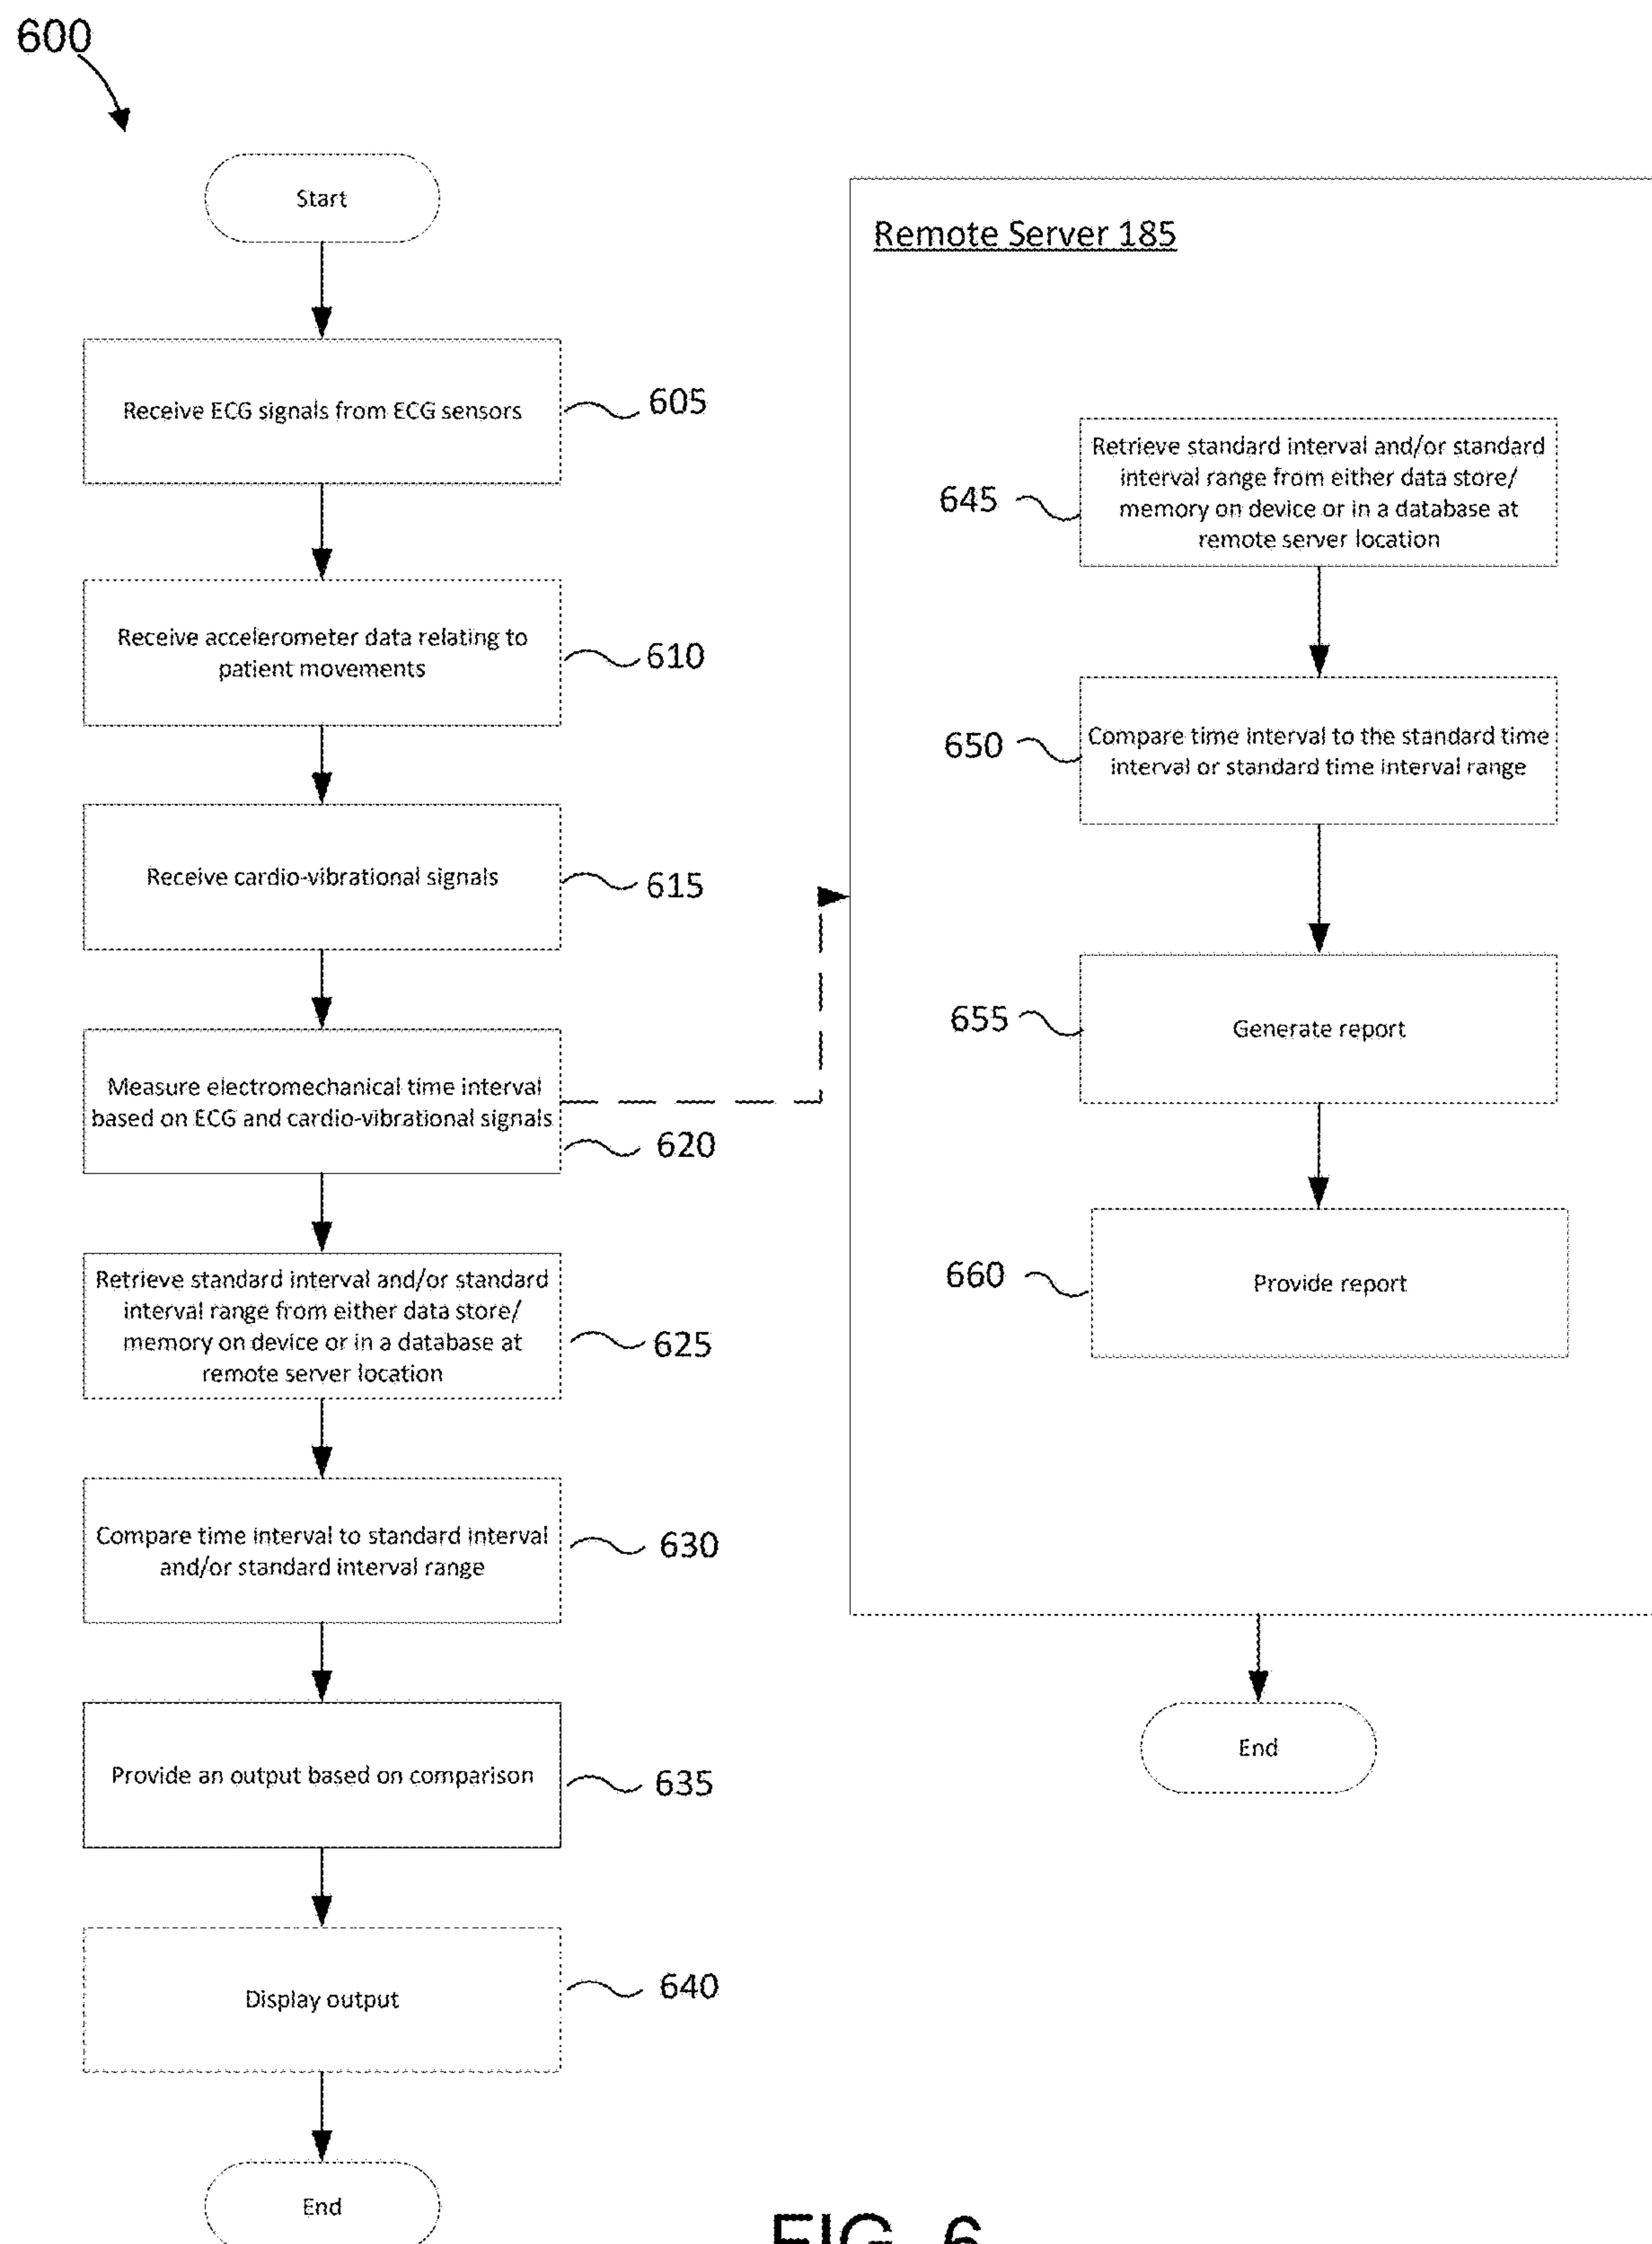 600
Start
Receive ECG signals from ECG sensors
605
Receive accelerometer data relating to
patient movements
610
Receive cardio-vibrational signals
615
Measure electromechanical time interval
based on ECG and cardio-vibrational signals
620
Retrieve standard interval and/or standard
interval range from either data store/
memory on device or in a database at
remote server location
625
Compare time interval to standard interval
and/or standard interval range
630
Provide an output based on comparison
635
Display output
640
End
Remote Server 185
Retrieve standard interval and/or standard
interval range from either data store/
memory on device or in a database at
remote server location
645
Compare time interval to the standard time
interval or standard time interval range
650
Generate report
655
Provide report
660
End
FIG. 6